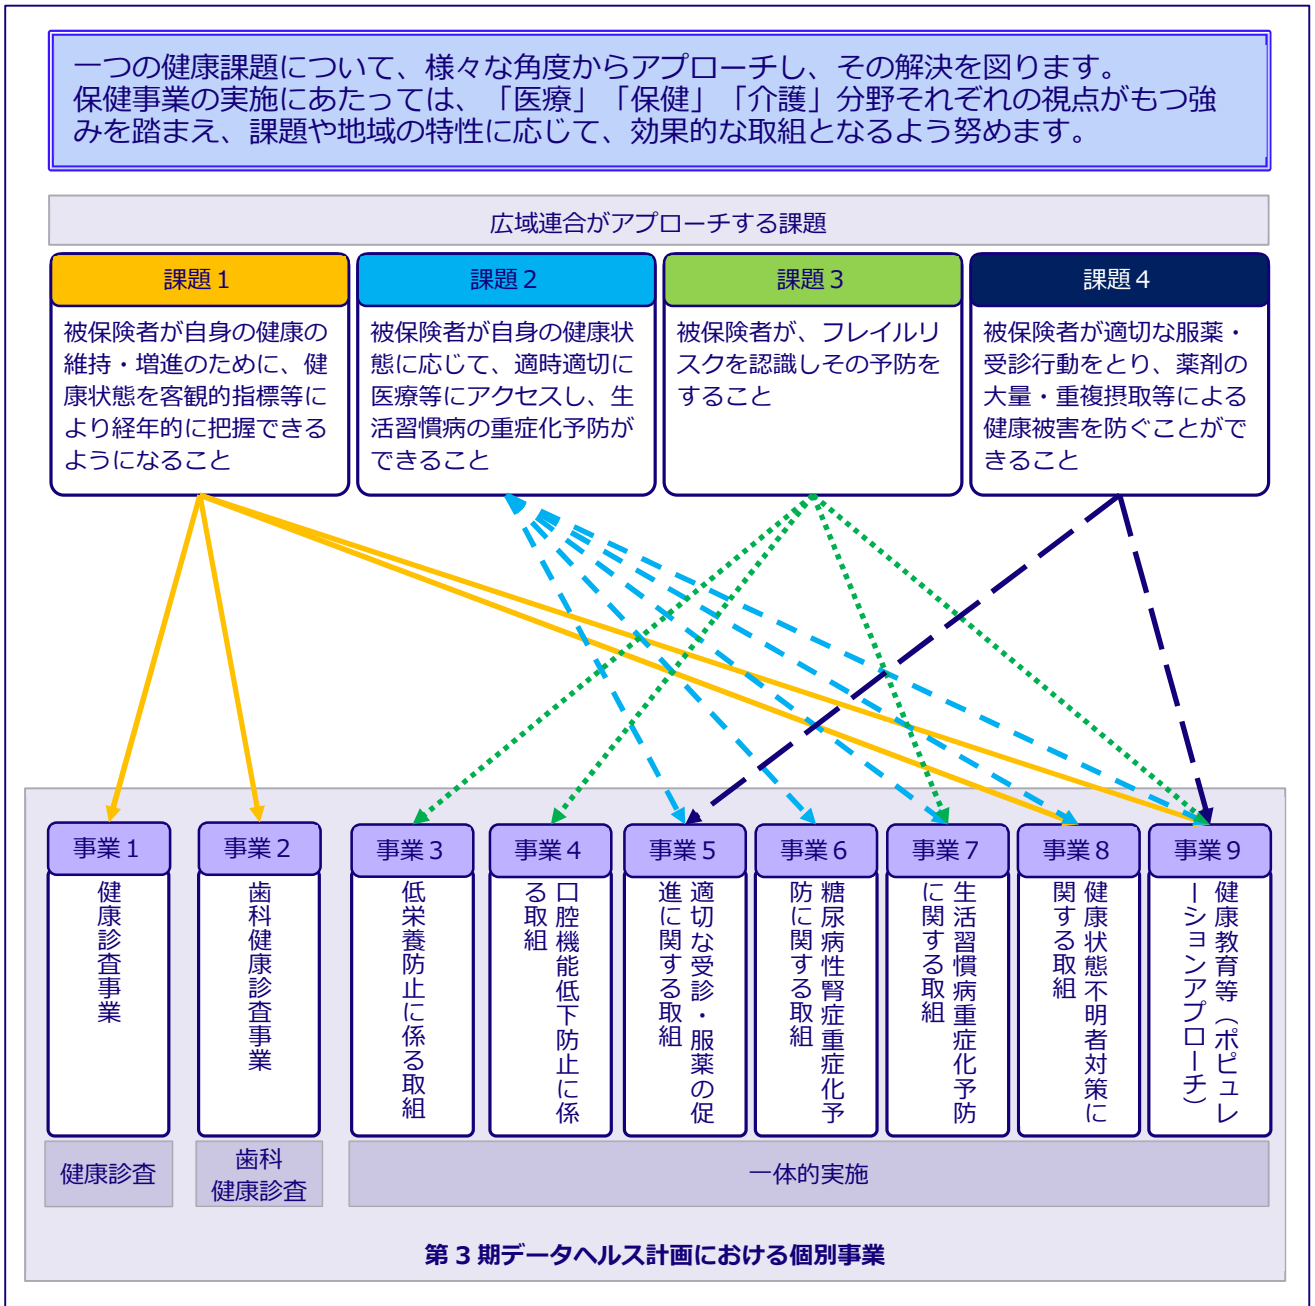 一つの健康課題について、様々な角度からアプローチし、その解決を図ります。
保健事業の実施にあたっては、「医療」「保健」「介護」分野それぞれの視点がもつ強
みを踏まえ、課題や地域の特性に応じて、効果的な取組となるよう努めます。
広域連合がアプローチする課題
課題１
被保険者が自身の健康の
維持・増進のために、健
康状態を客観的指標等に
より経年的に把握できる
ようになること
課題２
被保険者が自身の健康状
態に応じて、適時適切に
医療等にアクセスし、生
活習慣病の重症化予防が
できること
課題３
被保険者が、フレイルリ
スクを認識しその予防を
すること
課題４
被保険者が適切な服薬・
受診行動をとり、薬剤の
大量・重複摂取等による
健康被害を防ぐことがで
きること
事業１
健康診査事業
事業２
歯科健康診査事業
事業３
低栄養防止に係る取組
事業４
口腔機能低下防止に係
る取組
事業５
適切な受診・服薬の促
進に関する取組
事業６
糖尿病性腎症重症化予
防に関する取組
事業７
生活習慣病重症化予防
に関する取組
事業８
健康状態不明者対策に
関する取組
事業９
健康教育等（ポピュレ
ーションアプローチ）
健康診査
歯科
健康診査
一体的実施
第３期データヘルス計画における個別事業